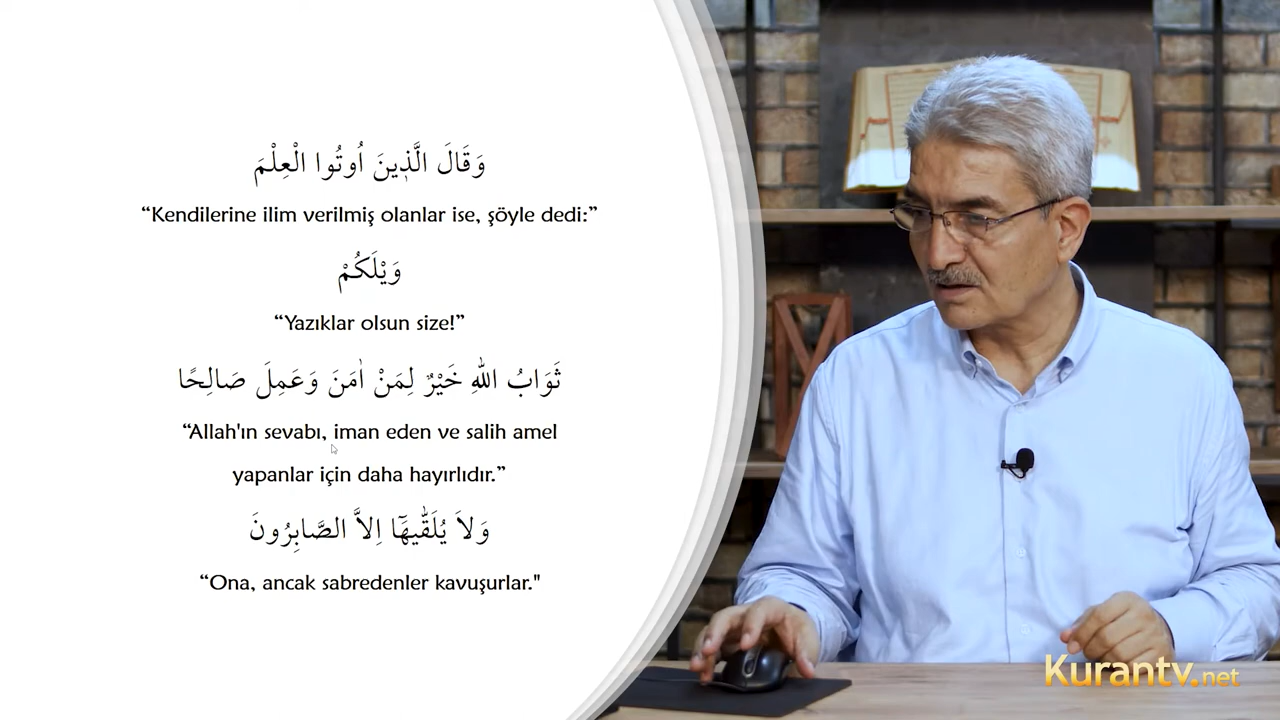 وَقَالَ الَّذ۪ينَ اُوتُوا الْعِلْمَ
“Kendilerine ilim verilmiş olanlar ise, şöyle dedi:”
وَيْلَكُمْ
“Yazıklar olsun size!”
ثَوَابُ اللّٰهِ خَيْرٌ لِمَنْ اٰمَنَ وَعَمِلَ صَالِحًا
“Allah'ın sevabı, iman eden ve salih amel
yapanlar için daha hayırlıdır.”
وَلَا يُلَقّٰيهَٓا اِلَّا الصَّابِرُونَ
“Ona, ancak sabredenler kavuşurlar."
Kurantv.net